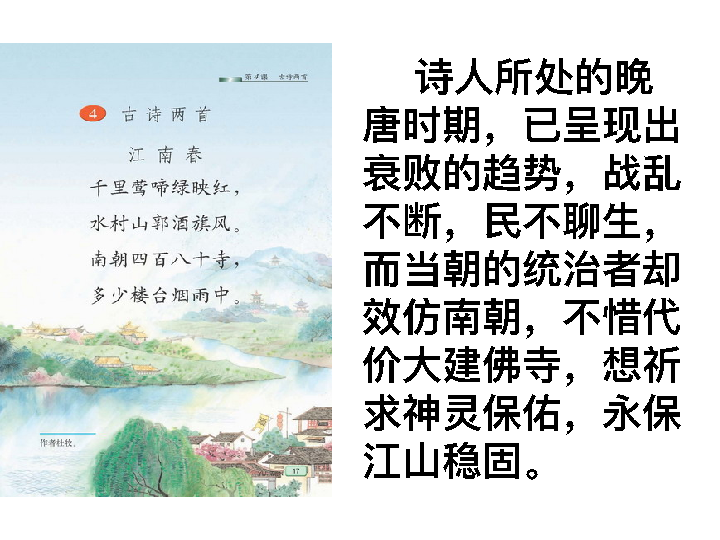 第4课 古诗两首
4 古诗两首
江南春
千里莺啼绿映红，
水村山郭酒旗风。
南朝四百八十寺，
多少楼台烟雨中。
作者杜牧。
17
诗人所处的晚
唐时期，已呈现出
衰败的趋势，战乱
不断，民不聊生，
而当朝的统治者却
效仿南朝，不惜代
价大建佛寺，想祈
求神灵保佑，永保
江山稳固。